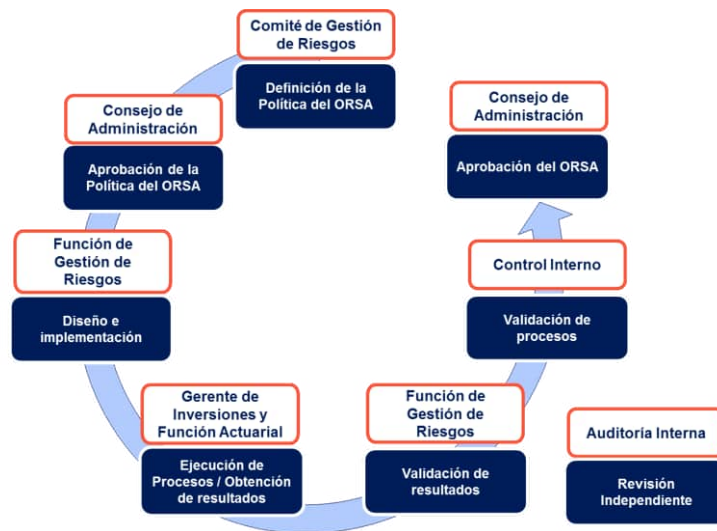 Comité de Gestión
de Riesgos
Definición de la
Política del ORSA
Consejo de
Administración
Aprobación de la
Política del ORSA
Función de
Gestión de
Riesgos
Diseño e
implementación
Gerente de
Inversiones y
Función Actuarial
Ejecución de
Procesos / Obtención
de resultados
Función de
Gestión de
Riesgos
Validación de
resultados
Control Interno
Validación de
procesos
Consejo de
Administración
Aprobación del ORSA
Auditoría Interna
Revisión
Independiente